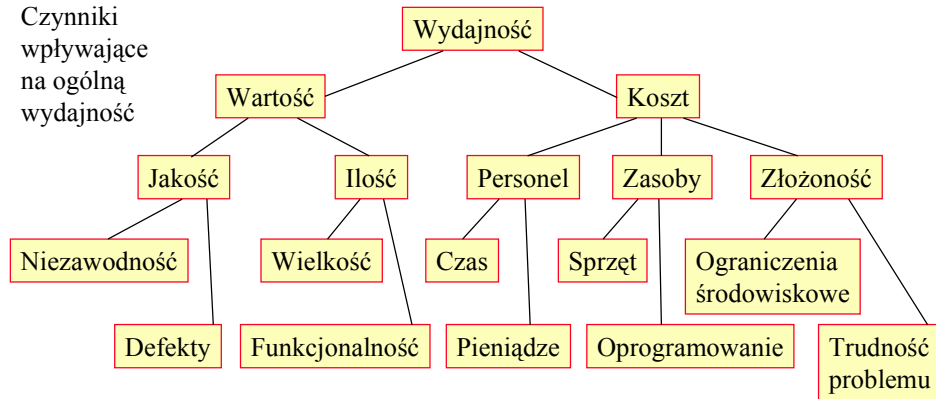 Czynniki
wpływające
na ogólną
wydajność
Wydajność
Wartość
Koszt
Jakość
Ilość
Personel
Zasoby
Złożoność
Niezawodność
Wielkość
Czas
Sprzęt
Ograniczenia
środowiskowe
Defekty
Funkcjonalność
Pieniądze
Oprogramowanie
Trudność
problemu